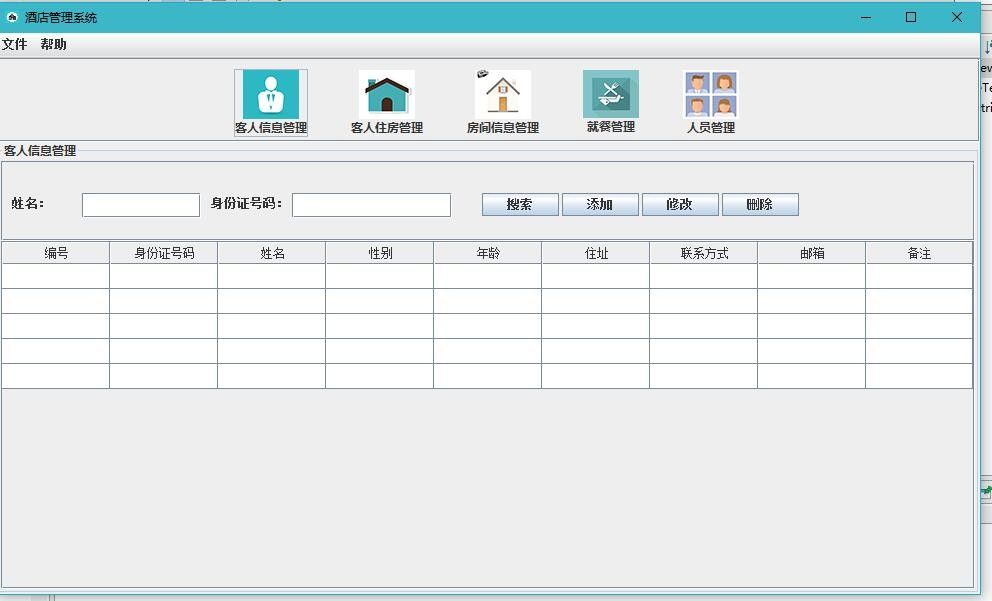 酒店管理系统
文件 帮助
客人信息管理 客人住房管理 房间信息管理 就餐管理 人员管理
客人信息管理
姓名： 身份证号码： 搜索 添加 修改 删除
编号 身份证号码 姓名 性别 年龄 住址 联系方式 邮箱 备注